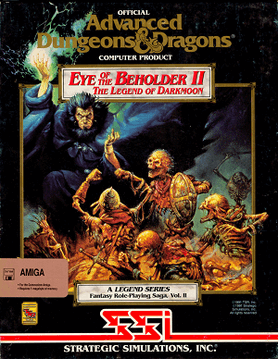 OFFICIAL
Advanced
Dungeons & Dragons®
COMPUTER PRODUCT
EYE OF THE BEHOLDER II
THE LEGEND OF DARKMOON
AMIGA
A LEGEND SERIES
Fantasy Role-Playing Saga, Vol. II
SSI
STRATEGIC SIMULATIONS, INC.®